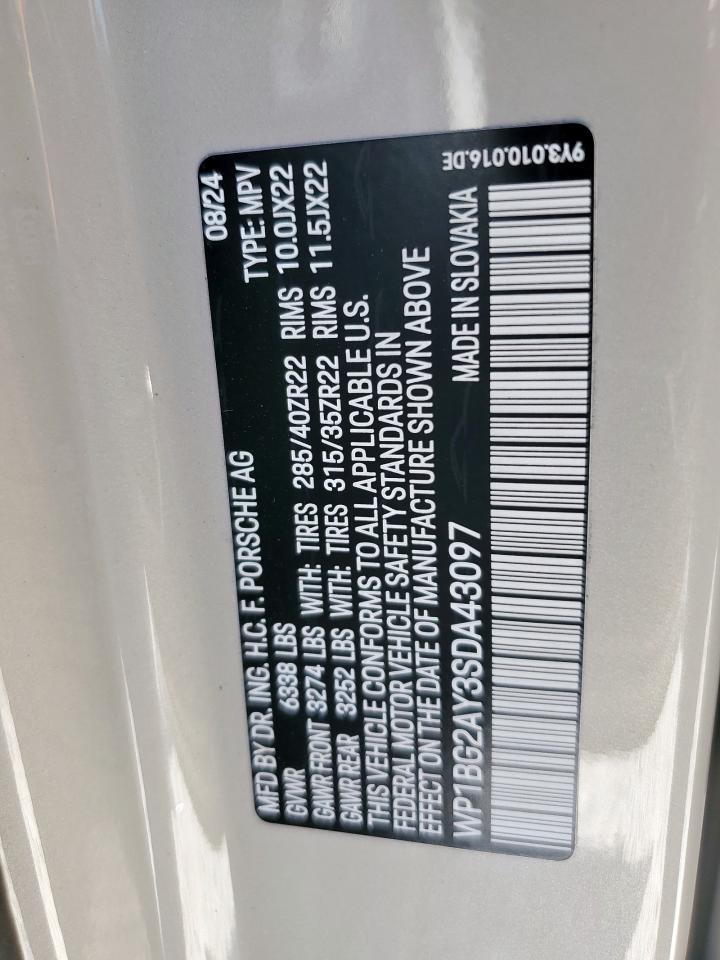 MFD BY DR. ING. H.C. F. PORSCHE AG 08/24
GVWR 6338 LBS TYPE: MPV
GAWR FRONT 3274 LBS WITH: TIRES 285/40ZR22 RIMS 10.0JX22
GAWR REAR 3252 LBS WITH: TIRES 315/35ZR22 RIMS 11.5JX22
THIS VEHICLE CONFORMS TO ALL APPLICABLE U.S.
FEDERAL MOTOR VEHICLE SAFETY STANDARDS IN
EFFECT ON THE DATE OF MANUFACTURE SHOWN ABOVE
WP1BG2AY3SDA43097 MADE IN SLOVAKIA
9Y3.010.016.DE